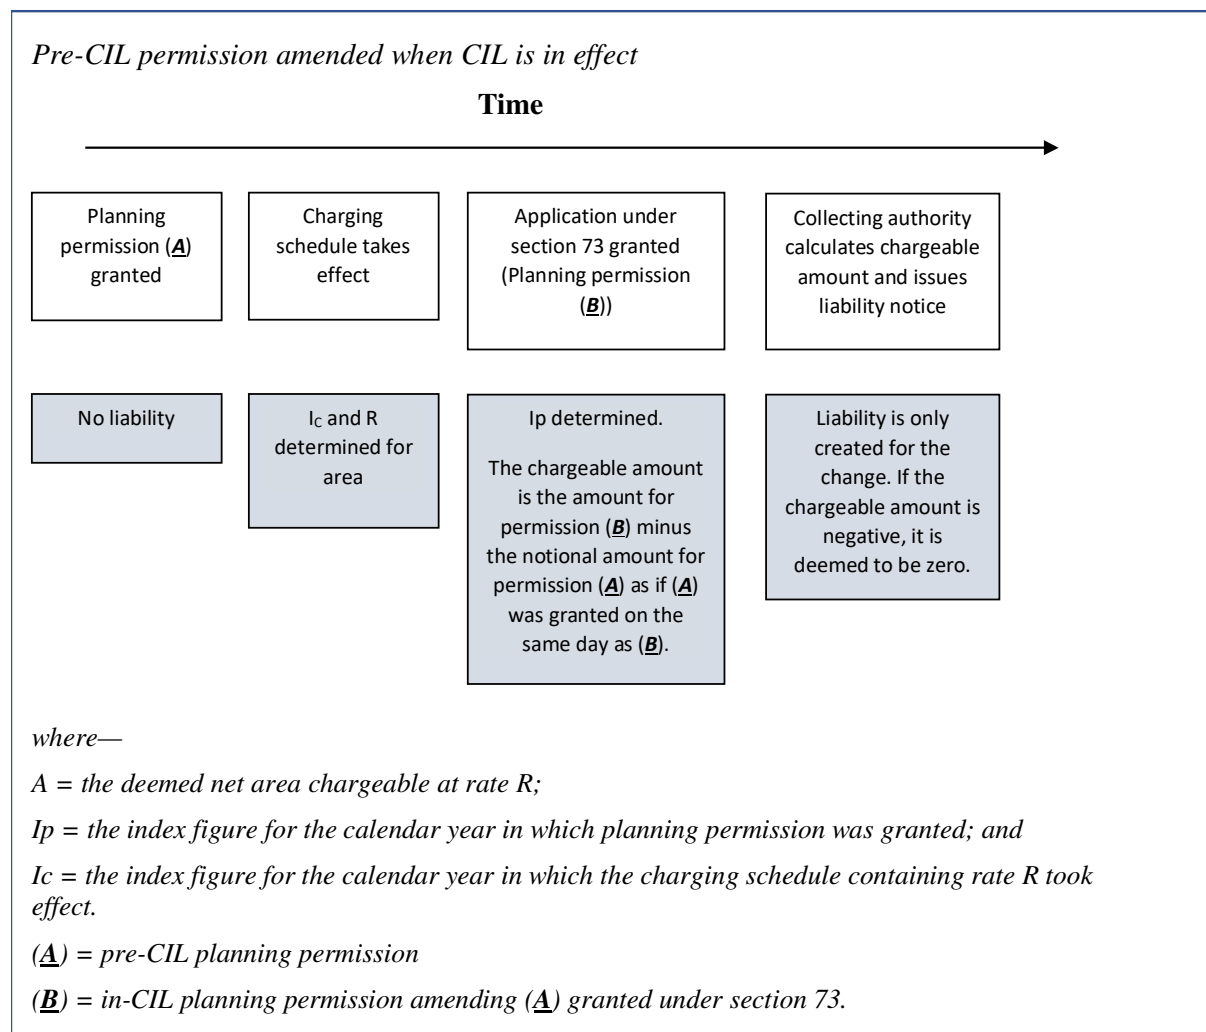 Pre-CIL permission amended when CIL is in effect
Time
Planning
permission (A)
granted
Charging
schedule takes
effect
Application under
section 73 granted
(Planning permission
(B))
Collecting authority
calculates chargeable
amount and issues
liability notice
No liability
IC and R
determined for
area
Ip determined.
The chargeable amount
is the amount for
permission (B) minus
the notional amount for
permission (A) as if (A)
was granted on the
same day as (B).
Liability is only
created for the
change. If the
chargeable amount is
negative, it is
deemed to be zero.
where—
A = the deemed net area chargeable at rate R;
Ip = the index figure for the calendar year in which planning permission was granted; and
Ic = the index figure for the calendar year in which the charging schedule containing rate R took
effect.
(A) = pre-CIL planning permission
(B) = in-CIL planning permission amending (A) granted under section 73.